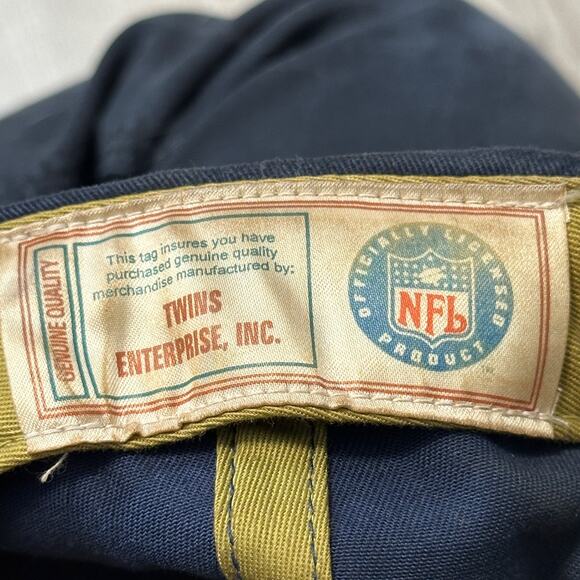 GENUINE QUALITY
This tag insures you have
purchased genuine quality
merchandise manufactured by:
TWINS
ENTERPRISE, INC.
OFFICIALLY LICENSED
NFL
PRODUCT
TM